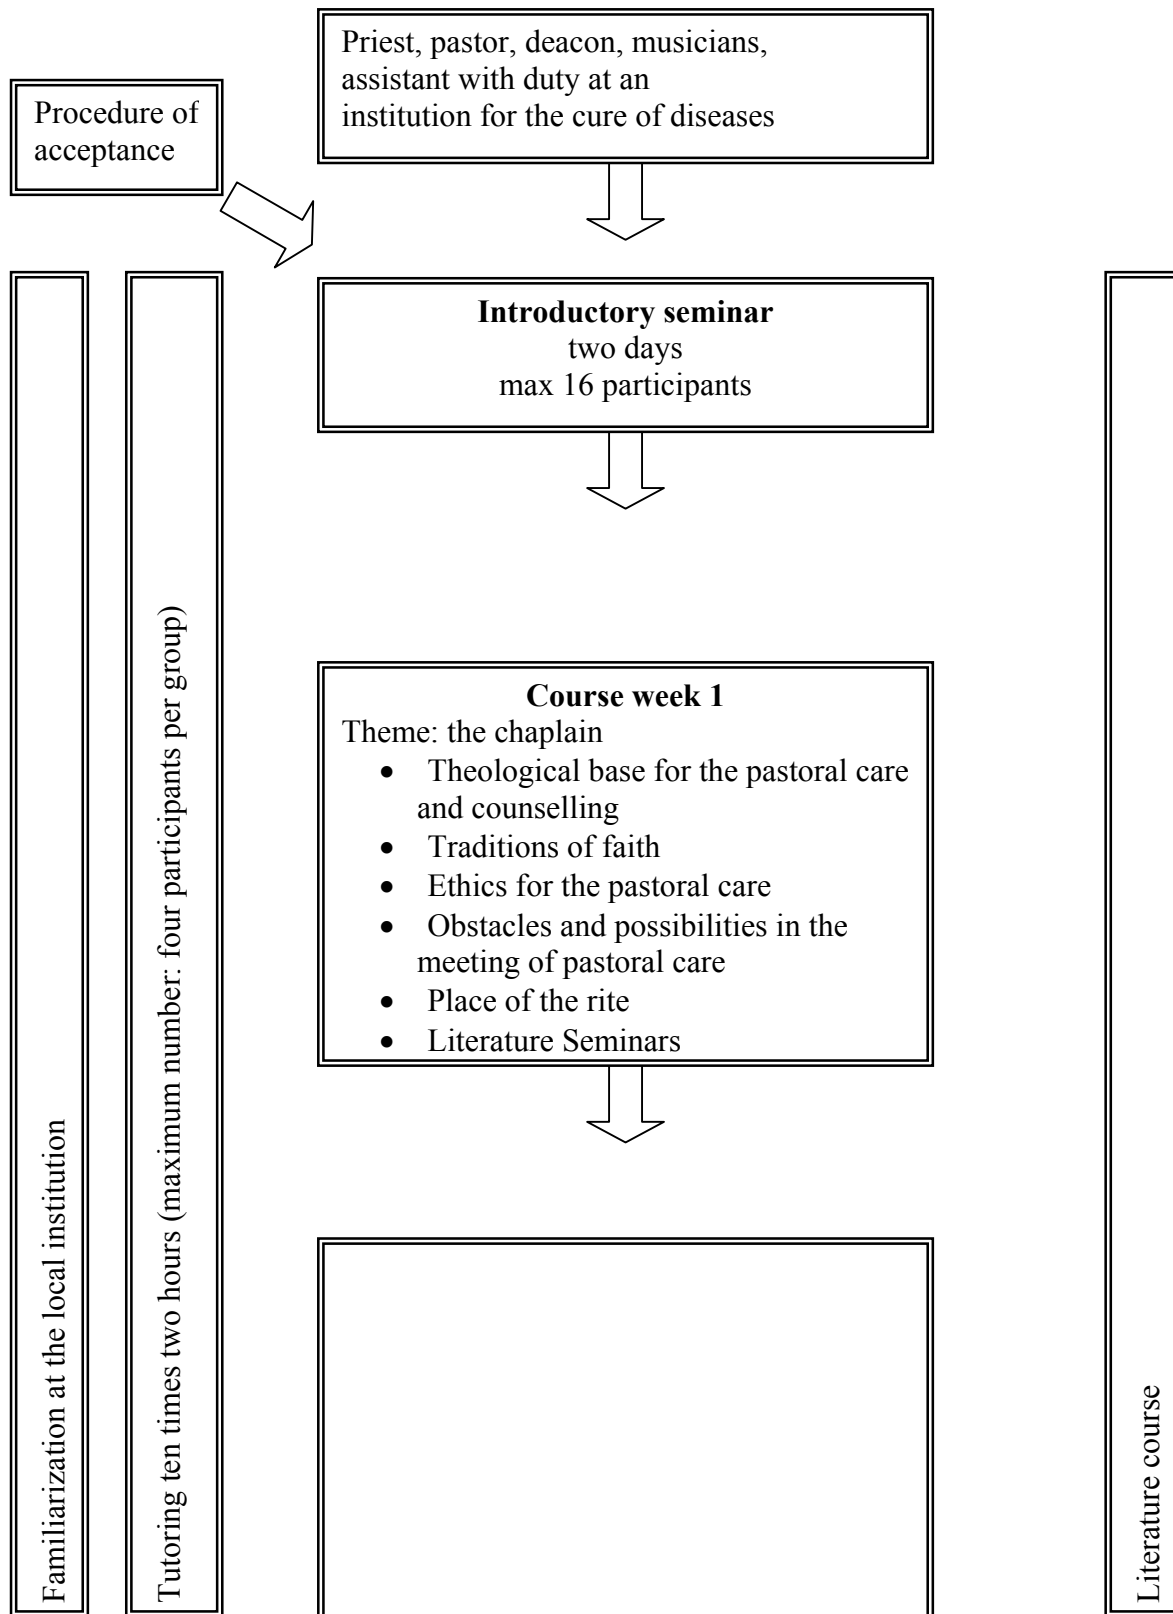 Priest, pastor, deacon, musicians,
assistant with duty at an
institution for the cure of diseases
Procedure of
acceptance
Introductory seminar
two days
max 16 participants
Course week 1
Theme: the chaplain
• Theological base for the pastoral care
and counselling
• Traditions of faith
• Ethics for the pastoral care
• Obstacles and possibilities in the
meeting of pastoral care
• Place of the rite
• Literature Seminars
Familiarization at the local institution
Tutoring ten times two hours (maximum number: four participants per group)
Literature course